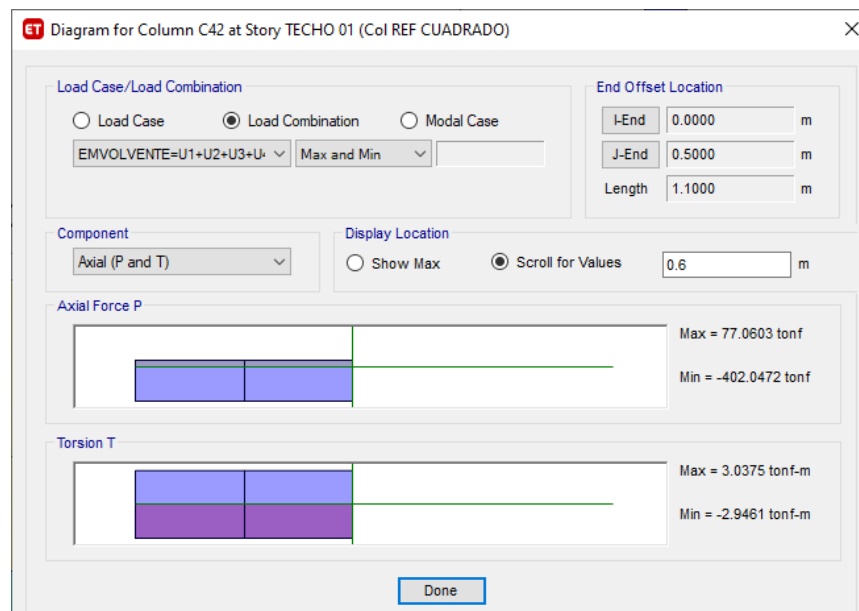 ET Diagram for Column C42 at Story TECHO 01 (Col REF CUADRADO)
Load Case/Load Combination
Load Case Load Combination Modal Case
EMVOLVENTE=U1+U2+U3+U4 Max and Min
End Offset Location
I-End 0.0000 m
J-End 0.5000 m
Length 1.1000 m
Component
Axial (P and T)
Display Location
Show Max Scroll for Values 0.6 m
Axial Force P
Max = 77.0603 tonf
Min = -402.0472 tonf
Torsion T
Max = 3.0375 tonf-m
Min = -2.9461 tonf-m
Done